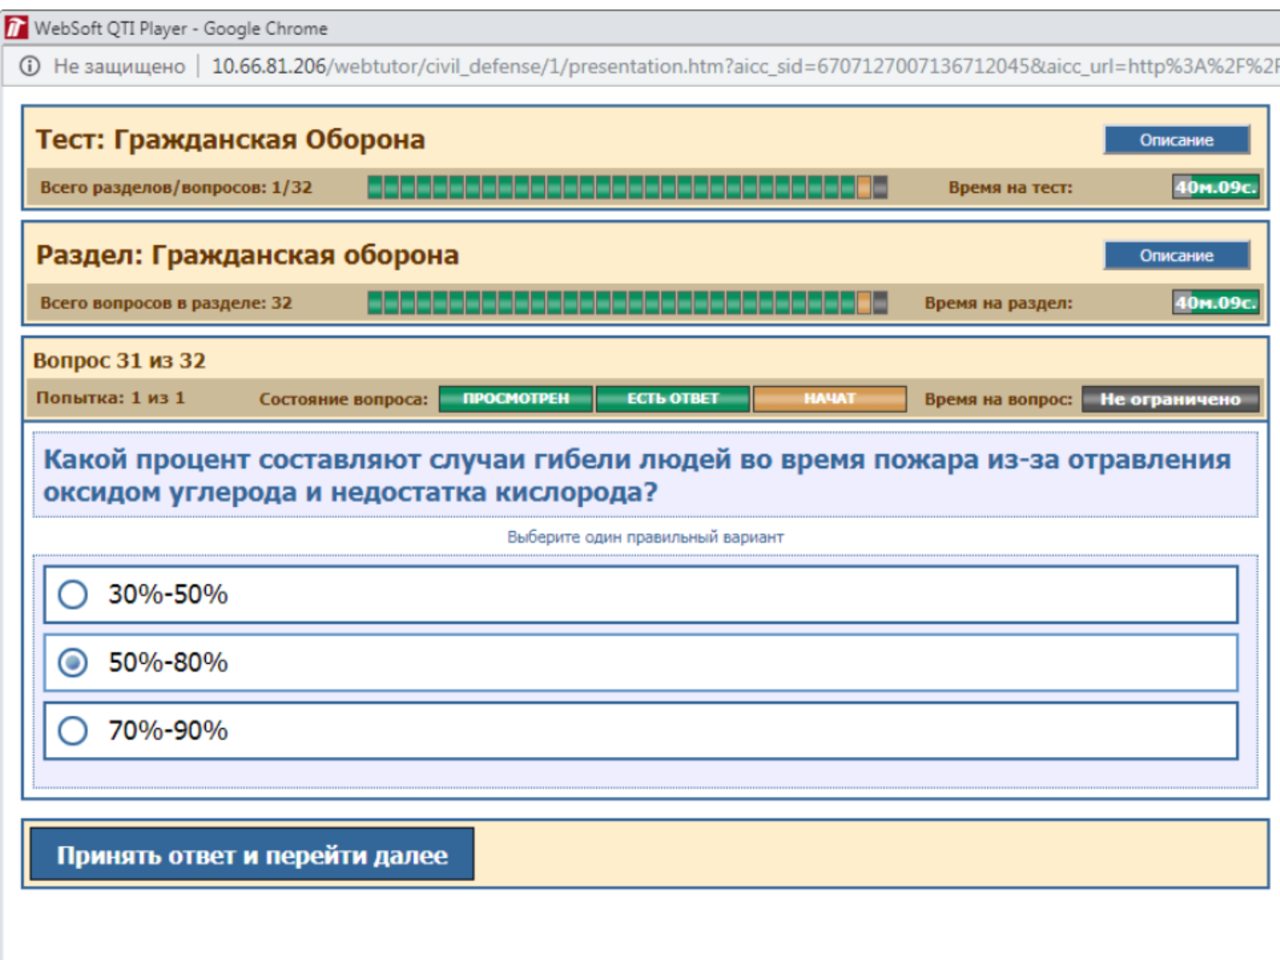 WebSoft QTI Player - Google Chrome
Не защищено | 10.66.81.206/webtutor/civil_defense/1/presentation.htm?aicc_sid=6707127007136712045&aicc_url=http%3A%2F%2F
Тест: Гражданская Оборона
Описание
Всего разделов/вопросов: 1/32
Время на тест:
40м.09с.
Раздел: Гражданская оборона
Описание
Всего вопросов в разделе: 32
Время на раздел:
40м.09с.
Вопрос 31 из 32
Попытка: 1 из 1
Состояние вопроса:
ПРОСМОТРЕН
ЕСТЬ ОТВЕТ
НАЧАТ
Время на вопрос:
Не ограничено
Какой процент составляют случаи гибели людей во время пожара из-за отравления
оксидом углерода и недостатка кислорода?
Выберите один правильный вариант
30%-50%
50%-80%
70%-90%
Принять ответ и перейти далее